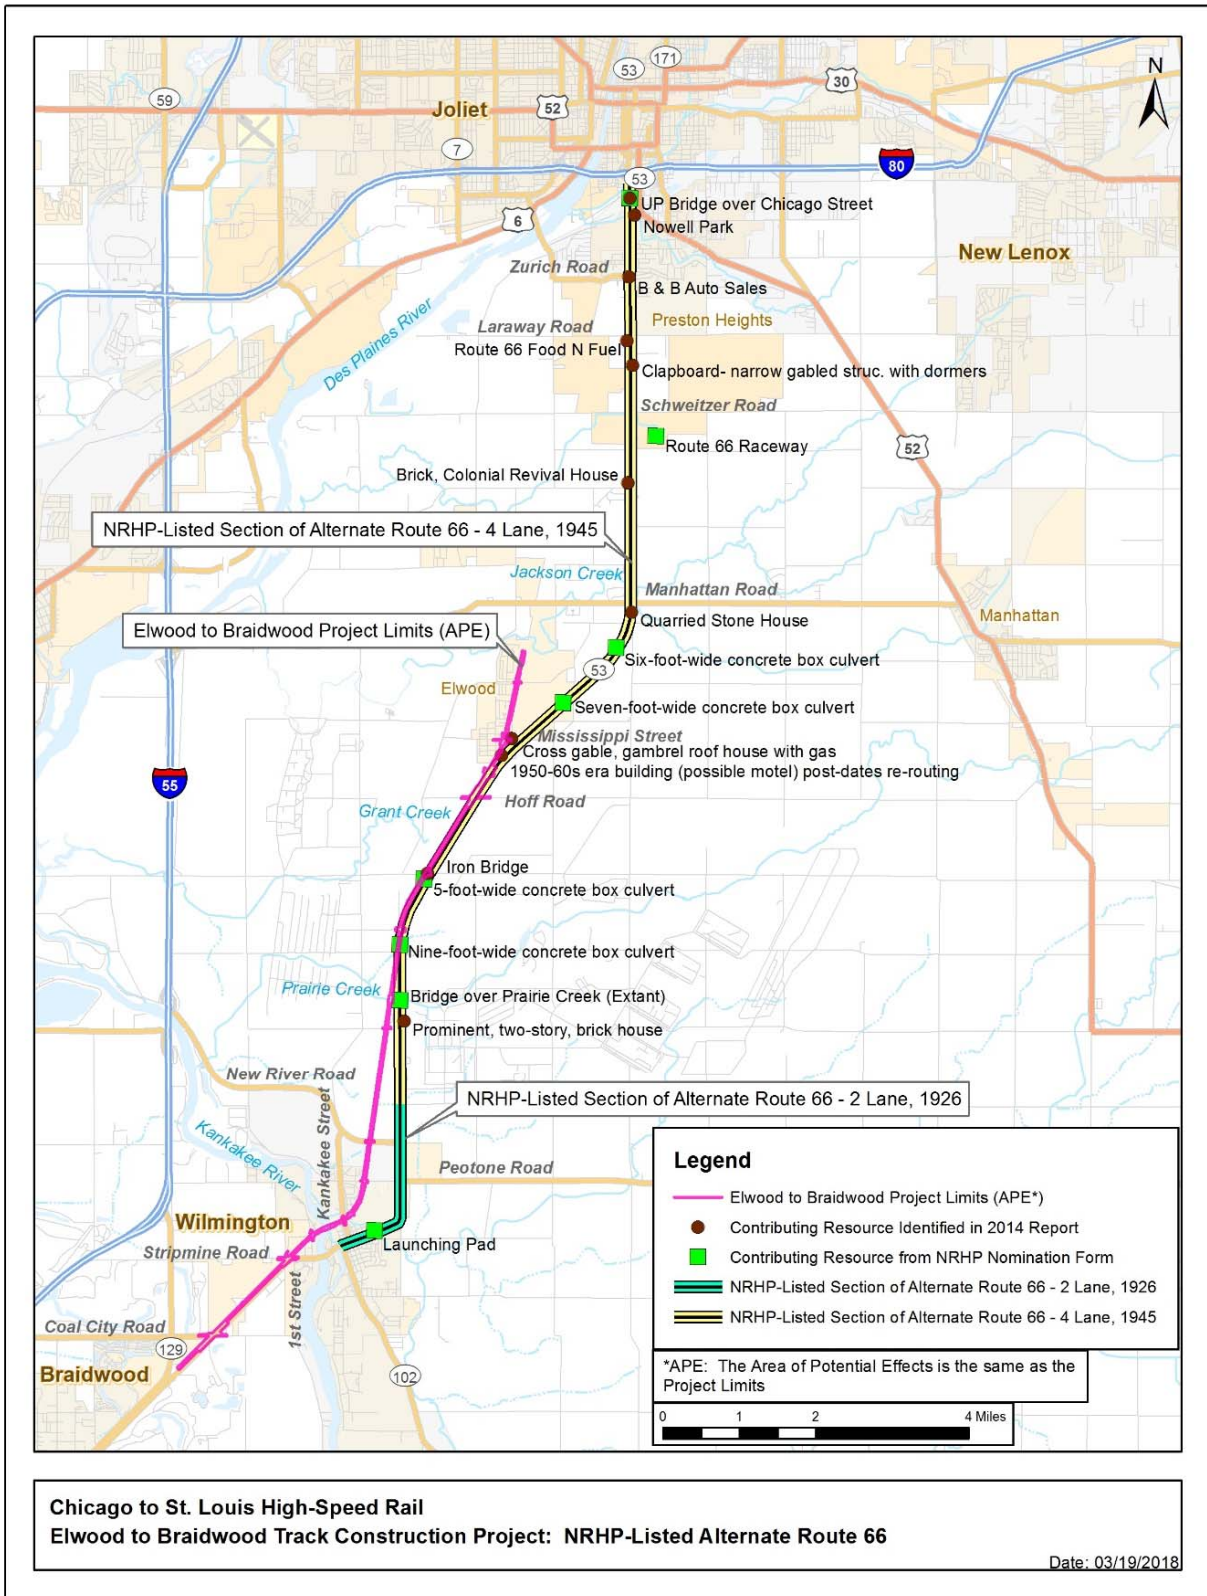 N
53
171
59
30
Joliet
52
7
80
53
UP Bridge over Chicago Street
6
Nowell Park
New Lenox
Zurich Road
B & B Auto Sales
Des Plaines River
Laraway Road
Preston Heights
Route 66 Food N Fuel
Clapboard- narrow gabled struc. with dormers
Schweitzer Road
Route 66 Raceway
52
Brick, Colonial Revival House
NRHP-Listed Section of Alternate Route 66 - 4 Lane, 1945
Jackson Creek
Manhattan Road
Manhattan
Quarried Stone House
Elwood to Braidwood Project Limits (APE)
Six-foot-wide concrete box culvert
53
Elwood
Seven-foot-wide concrete box culvert
Mississippi Street
Cross gable, gambrel roof house with gas
1950-60s era building (possible motel) post-dates re-routing
55
Hoff Road
Grant Creek
Iron Bridge
5-foot-wide concrete box culvert
Nine-foot-wide concrete box culvert
Prairie Creek
Bridge over Prairie Creek (Extant)
Prominent, two-story, brick house
New River Road
NRHP-Listed Section of Alternate Route 66 - 2 Lane, 1926
Kankakee Street
Kankakee River
Peotone Road
Wilmington
Stripmine Road
Launching Pad
1st Street
Coal City Road
129
Braidwood
102
Legend
Elwood to Braidwood Project Limits (APE*)
Contributing Resource Identified in 2014 Report
Contributing Resource from NRHP Nomination Form
NRHP-Listed Section of Alternate Route 66 - 2 Lane, 1926
NRHP-Listed Section of Alternate Route 66 - 4 Lane, 1945
*APE: The Area of Potential Effects is the same as the
Project Limits
0 1 2 4 Miles
Chicago to St. Louis High-Speed Rail
Elwood to Braidwood Track Construction Project: NRHP-Listed Alternate Route 66
Date: 03/19/2018